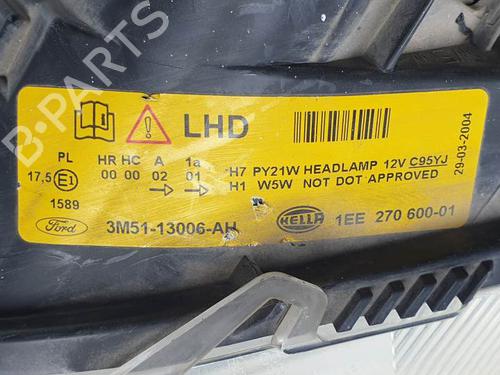 LHD
PL HR HC A 1a H7 PY21W HEADLAMP 12V C95YJ
17,5 E1 00 00 02 01 H1 W5W NOT DOT APPROVED
1589
29-03-2004
Ford 3M51-13006-AH HELLA 1EE 270 600-01
B-PARTS